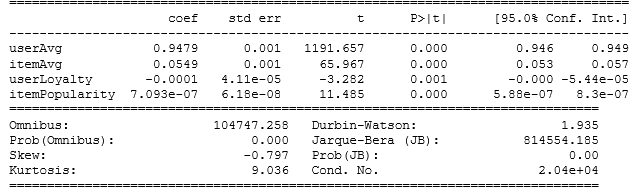 coef std err t P>|t| [95.0% Conf. Int.]
userAvg 0.9479 0.001 1191.657 0.000 0.946 0.949
itemAvg 0.0549 0.001 65.967 0.000 0.053 0.057
userLoyalty -0.0001 4.11e-05 -3.282 0.001 -0.000 -5.44e-05
itemPopularity 7.093e-07 6.18e-08 11.485 0.000 5.88e-07 8.3e-07
Omnibus: 104747.258 Durbin-Watson: 1.935
Prob(Omnibus): 0.000 Jarque-Bera (JB): 814554.185
Skew: -0.797 Prob(JB): 0.00
Kurtosis: 9.036 Cond. No. 2.04e+04